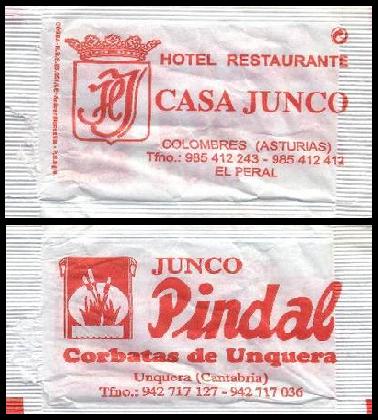 HOTEL RESTAURANTE
CASA JUNCO
COLOMBRES (ASTURIAS)
Tfno.: 985 412 243 - 985 412 412
EL PERAL
JUNCO
Pindal
Corbatas de Unquera
Unquera (Cantabria)
Tfno.: 942 717 127 - 942 717 036